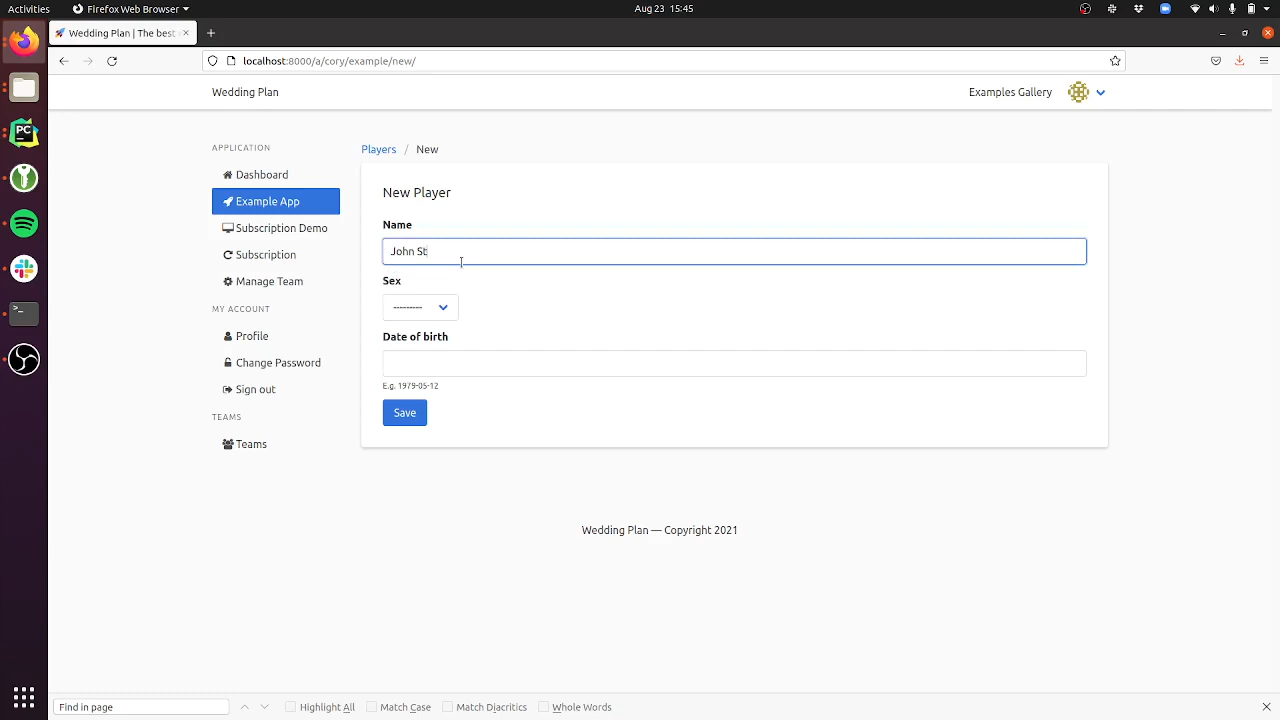 Activities
Firefox Web Browser
Aug 23 15:45
Wedding Plan | The best
localhost:8000/a/cory/example/new/
Wedding Plan
Examples Gallery
APPLICATION
Dashboard
Example App
Subscription Demo
Subscription
Manage Team
MY ACCOUNT
Profile
Change Password
Sign out
TEAMS
Teams
Players / New
New Player
Name
John St
Sex
---------
Date of birth
E.g. 1979-05-12
Save
Wedding Plan — Copyright 2021
PC
>_
Find in page
Highlight All
Match Case
Match Diacritics
Whole Words